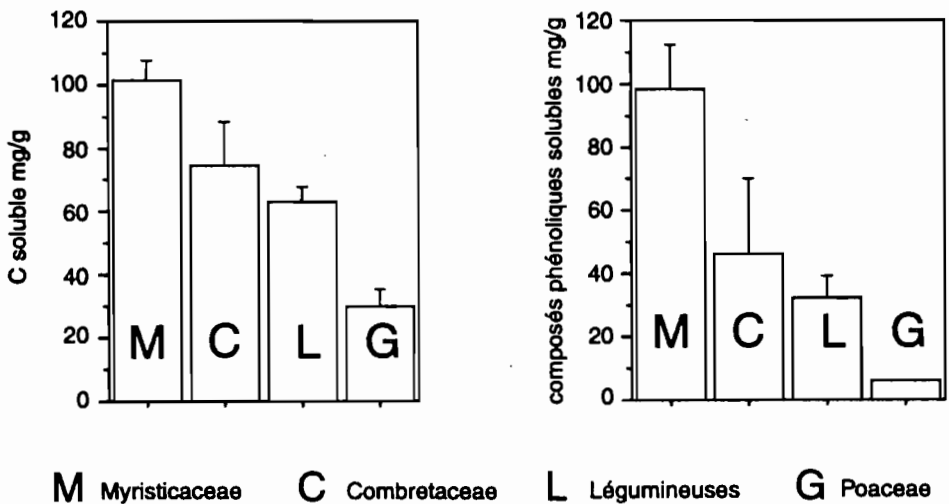 C soluble mg/g
120
100
80
60
40
20
0
M C L G
composés phénoliques solubles mg/g
120
100
80
60
40
20
0
M C L G
M Myristicaceae C Combretaceae L Légumineuses G Poaceae